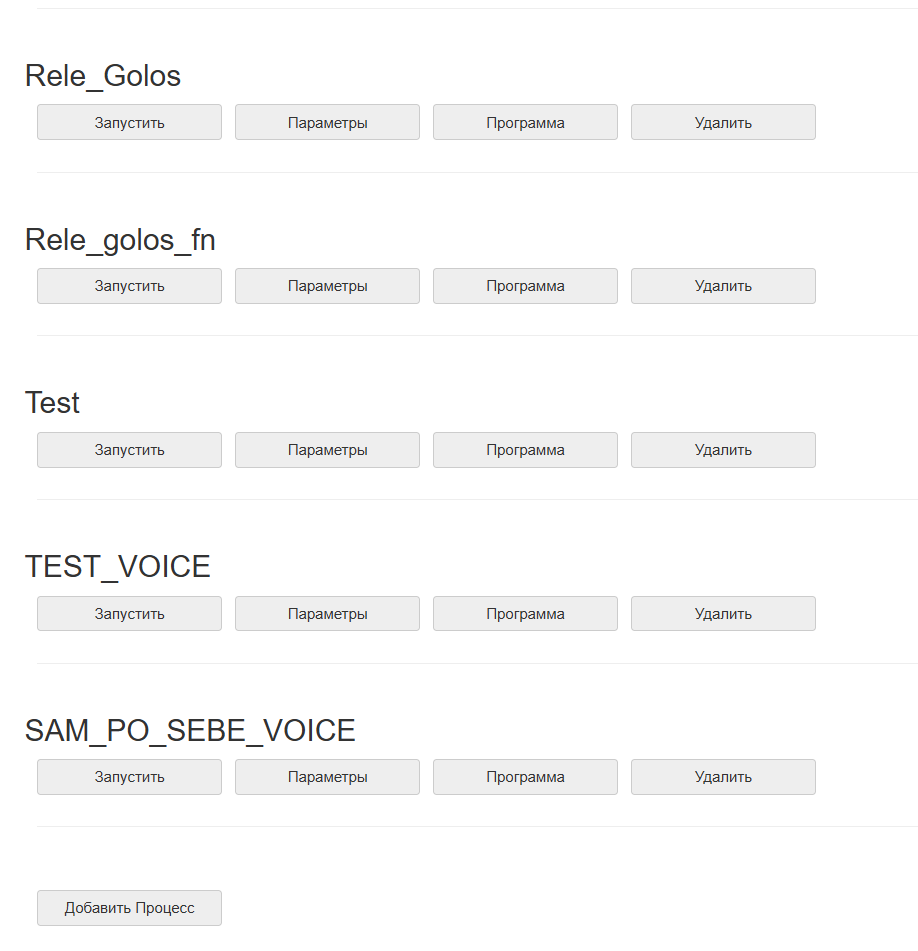 Rele_Golos
Запустить Параметры Программа Удалить
Rele_golos_fn
Запустить Параметры Программа Удалить
Test
Запустить Параметры Программа Удалить
TEST_VOICE
Запустить Параметры Программа Удалить
SAM_PO_SEBE_VOICE
Запустить Параметры Программа Удалить
Добавить Процесс